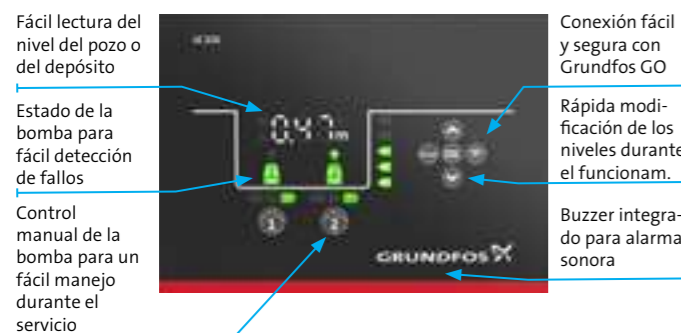 Fácil lectura del
nivel del pozo o
del depósito
Estado de la
bomba para
fácil detección
de fallos
Control
manual de la
bomba para un
fácil manejo
durante el
servicio
0,47 m
1
2
GRUNDFOS
Conexión fácil
y segura con
Grundfos GO
Rápida modi-
ficación de los
niveles durante
el funcionam.
Buzzer integra-
do para alarma
sonora